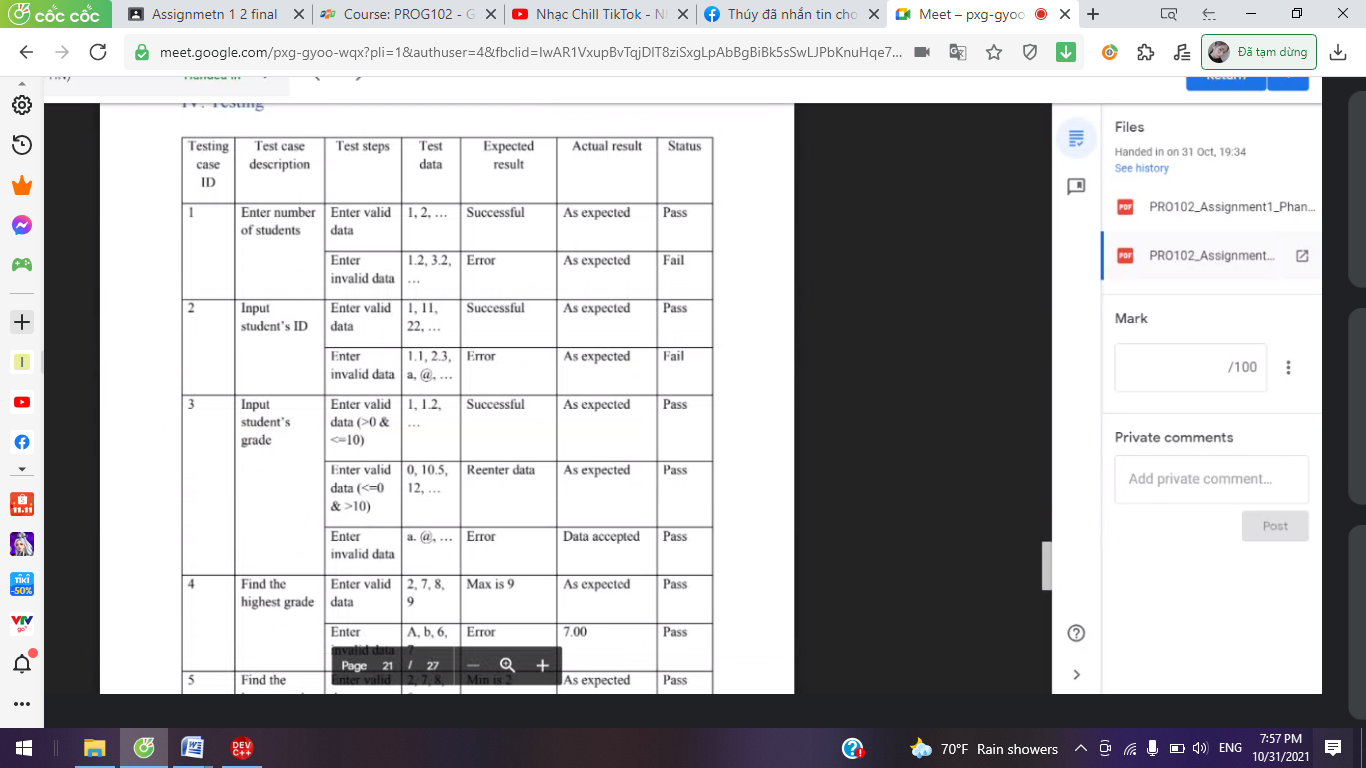 cốc cốc
Assignmetn 1 2 final
Course: PROG102 - G
Nhạc Chill TikTok - N
Thúy đã nhắn tin cho
Meet – pxg-gyoo
meet.google.com/pxg-gyoo-wqx?pli=1&authuser=4&fbclid=IwAR1VxupBvTqjDlT8ziSxgLpAbBgBiBk5sSwLJPbKnuHqe7...
Đã tạm dừng
Handed in
Return
IV. Testing
Testing case ID
Test case description
Test steps
Test data
Expected result
Actual result
Status
1
Enter number of students
Enter valid data
1, 2, …
Successful
As expected
Pass
Enter invalid data
1.2, 3.2, …
Error
As expected
Fail
2
Input student's ID
Enter valid data
1, 11, 22, …
Successful
As expected
Pass
Enter invalid data
1.1, 2.3, a, @, …
Error
As expected
Fail
3
Input student's grade
Enter valid data (>0 & <=10)
1, 1.2, …
Successful
As expected
Pass
Enter valid data (<=0 & >10)
0, 10.5, 12, …
Reenter data
As expected
Pass
Enter invalid data
a. @, …
Error
Data accepted
Pass
4
Find the highest grade
Enter valid data
2, 7, 8, 9
Max is 9
As expected
Pass
Enter invalid data
A, b, 6, 7
Error
7.00
Pass
5
Find the
Enter valid
2, 7, 8,
Min is 2
As expected
Pass
Page 21 / 27
Files
Handed in on 31 Oct, 19:34
See history
PDF
PRO102_Assignment1_Phan...
PDF
PRO102_Assignment...
Mark
/100
Private comments
Add private comment...
Post
11.11
TIKI
-50%
VTV
go
W
DEV
C++
70°F Rain showers
ENG
7:57 PM
10/31/2021